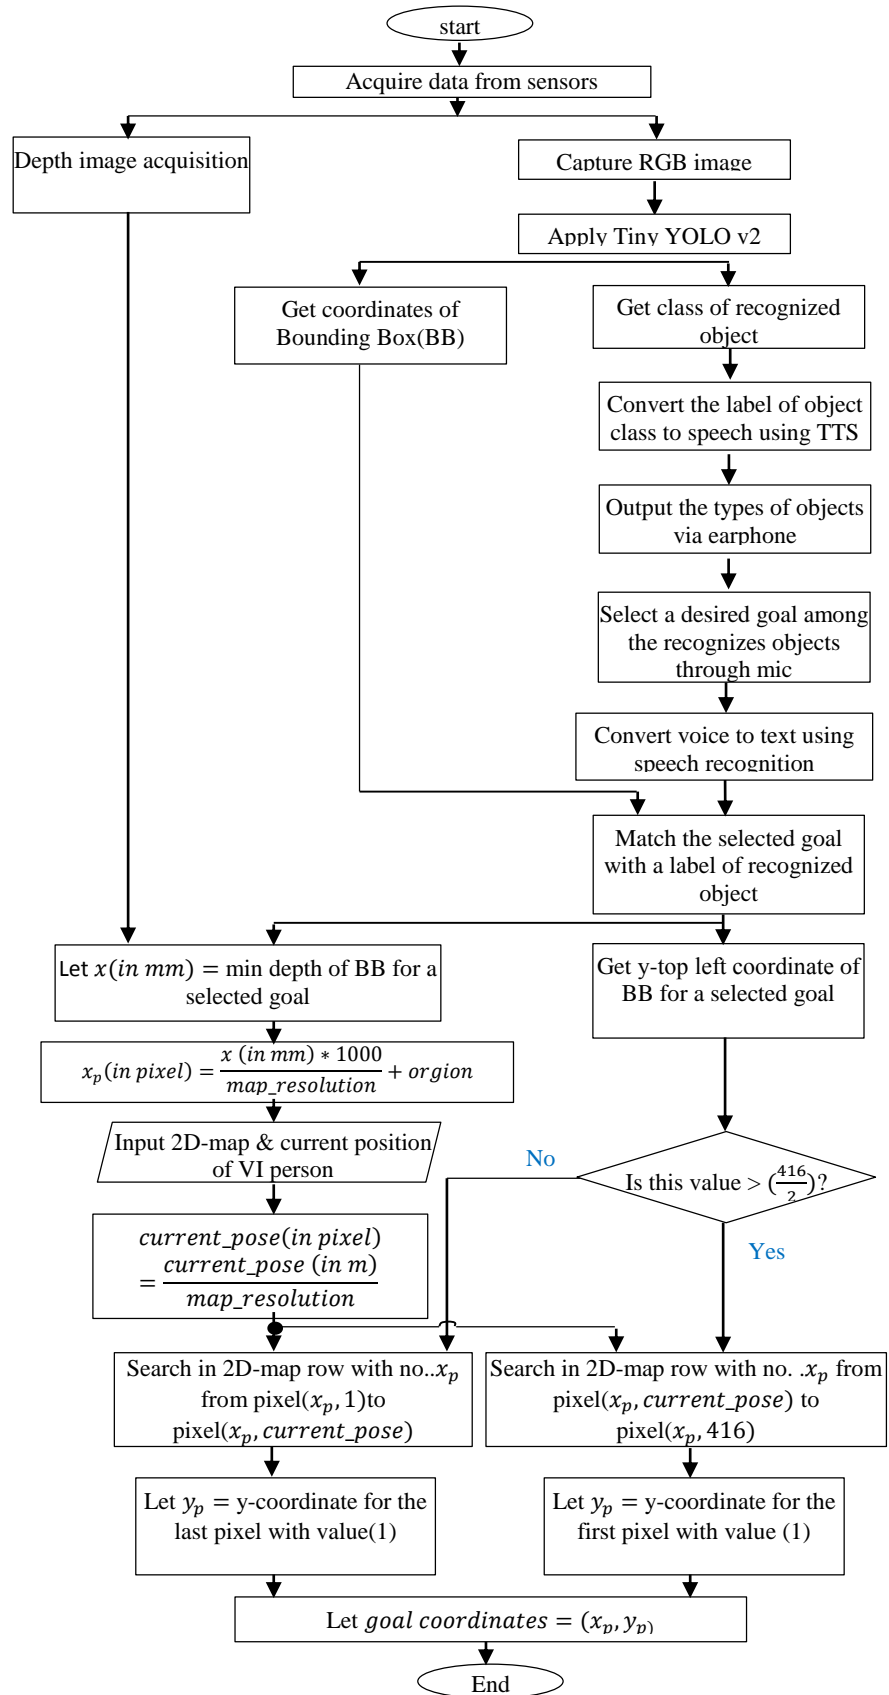 start
Acquire data from sensors
Depth image acquisition
Capture RGB image
Apply Tiny YOLO v2
Get coordinates of
Bounding Box(BB)
Get class of recognized
object
Convert the label of object
class to speech using TTS
Output the types of objects
via earphone
Select a desired goal among
the recognizes objects
through mic
Convert voice to text using
speech recognition
Match the selected goal
with a label of recognized
object
Let x(in mm) = min depth of BB for a
selected goal
Get y-top left coordinate of
BB for a selected goal
x_p(in pixel) = \frac{x (in mm) * 1000}{map_resolution} + orgion
Input 2D-map & current position
of VI person
No
Is this value > (\frac{416}{2})?
Yes
current_pose(in pixel)
= \frac{current_pose (in m)}{map_resolution}
Search in 2D-map row with no..x_p
from pixel(x_p, 1)to
pixel(x_p, current_pose)
Search in 2D-map row with no. .x_p from
pixel(x_p, current_pose) to
pixel(x_p, 416)
Let y_p = y-coordinate for the
last pixel with value(1)
Let y_p = y-coordinate for the
first pixel with value (1)
Let goal coordinates = (x_p, y_p)
End